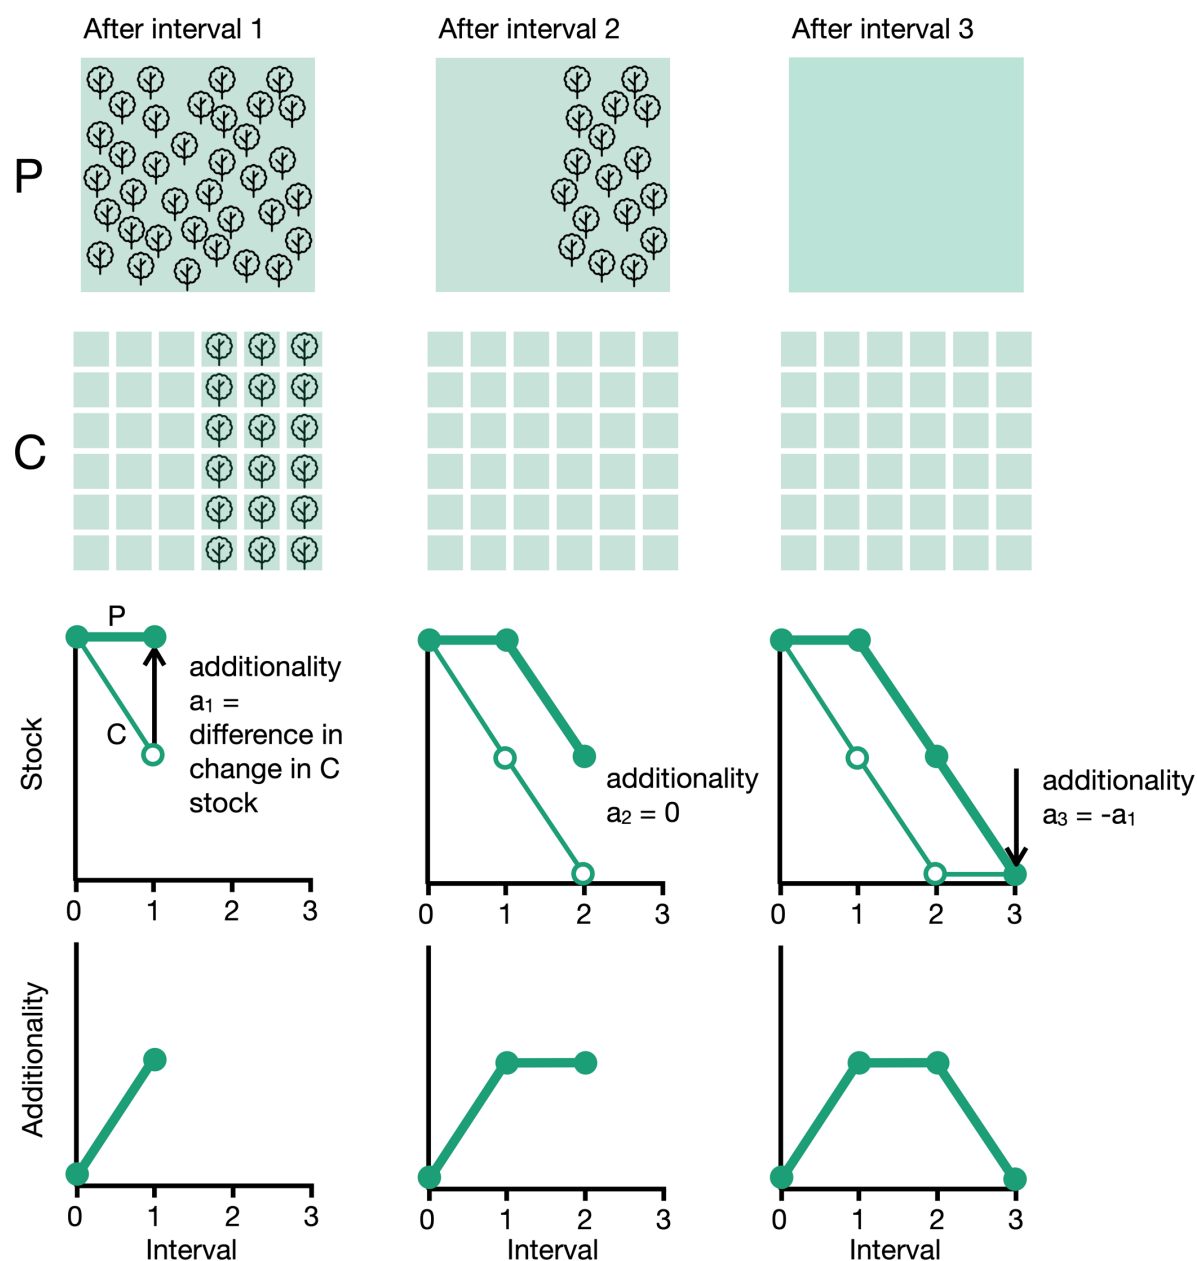 After interval 1
After interval 2
After interval 3
P
C
Stock
P
C
additionality
a₁ =
difference in
change in C
stock
0 1 2 3
additionality
a₂ = 0
0 1 2 3
additionality
a₃ = -a₁
0 1 2 3
Additionality
0 1 2 3
Interval
0 1 2 3
Interval
0 1 2 3
Interval